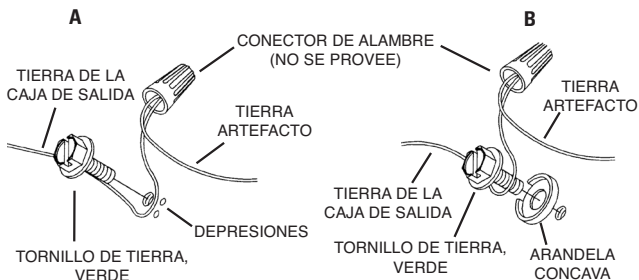 A
B
CONECTOR DE ALAMBRE
(NO SE PROVEE)
TIERRA DE LA
CAJA DE SALIDA
TIERRA
ARTEFACTO
TIERRA
ARTEFACTO
DEPRESIONES
TIERRA DE LA
CAJA DE SALIDA
TORNILLO DE TIERRA,
VERDE
TORNILLO DE TIERRA,
VERDE
ARANDELA
CONCAVA